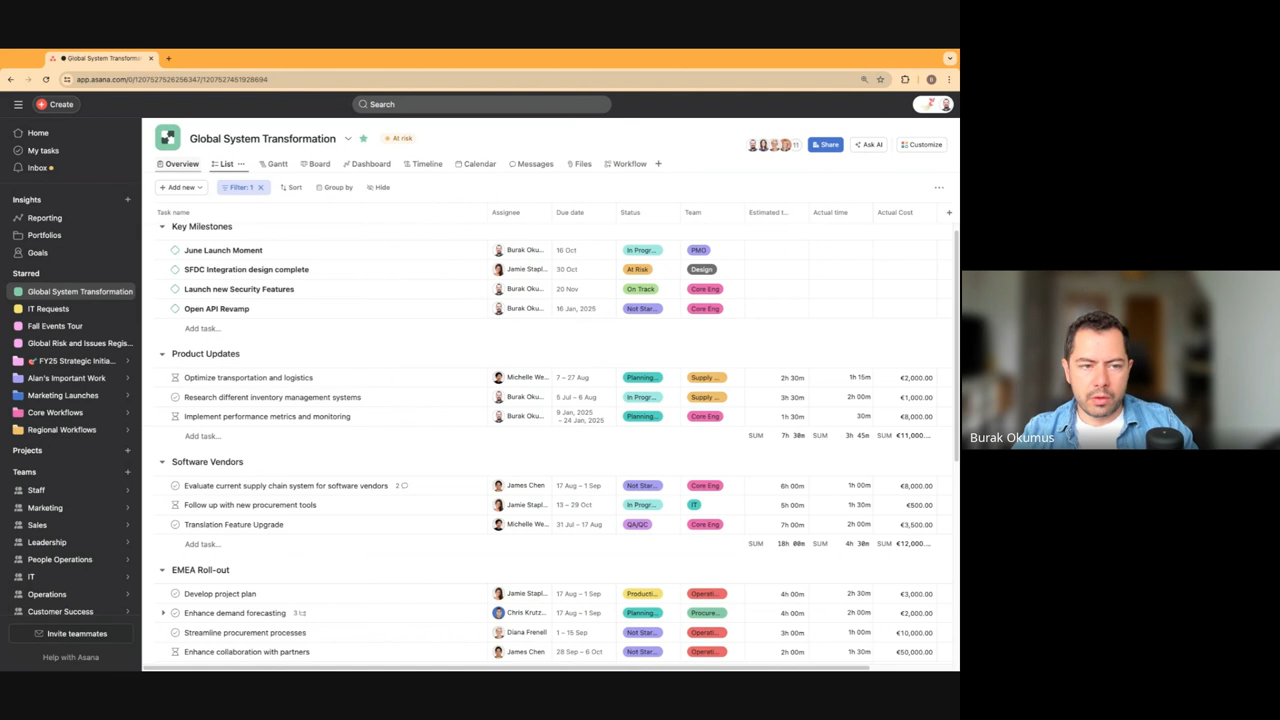 Global System Transforma
app.asana.com/0/1207527526256347/1207527451928694
B
Create
Search
Home
My tasks
Inbox
Insights
Reporting
Portfolios
Goals
Starred
Global System Transformation
IT Requests
Fall Events Tour
Global Risk and Issues Regis...
FY25 Strategic Initia...
Alan's Important Work
Marketing Launches
Core Workflows
Regional Workflows
Projects
Teams
Staff
Marketing
Sales
Leadership
People Operations
IT
Operations
Customer Success
Invite teammates
Help with Asana
Global System Transformation At risk
11 Share Ask AI Customize
Overview List Gantt Board Dashboard Timeline Calendar Messages Files Workflow
Add new Filter: 1 Sort Group by Hide
Task name Assignee Due date Status Team Estimated t... Actual time Actual Cost
Key Milestones
June Launch Moment Burak Oku... 16 Oct In Progr... PMO
SFDC Integration design complete Jamie Stapl... 30 Oct At Risk Design
Launch new Security Features Burak Oku... 20 Nov On Track Core Eng
Open API Revamp Burak Oku... 16 Jan, 2025 Not Star... Core Eng
Add task...
Product Updates
Optimize transportation and logistics Michelle We... 7 – 27 Aug Planning... Supply ... 2h 30m 1h 15m €2,000.00
Research different inventory management systems Burak Oku... 5 Jul – 6 Aug In Progr... Supply ... 3h 30m 2h 00m €1,000.00
Implement performance metrics and monitoring Burak Oku... 9 Jan, 2025 – 24 Jan, 2025 Planning... Core Eng 1h 30m 30m €8,000.00
Add task... SUM 7h 30m SUM 3h 45m SUM €11,000....
Software Vendors
Evaluate current supply chain system for software vendors 2 James Chen 17 Aug – 1 Sep Not Star... Core Eng 6h 00m 1h 00m €8,000.00
Follow up with new procurement tools Jamie Stapl... 13 – 29 Oct In Progr... IT 5h 00m 1h 30m €500.00
Translation Feature Upgrade Michelle We... 31 Jul – 17 Aug QA/QC Core Eng 7h 00m 2h 00m €3,500.00
Add task... SUM 18h 00m SUM 4h 30m SUM €12,000....
EMEA Roll-out
Develop project plan Jamie Stapl... 17 Aug – 1 Sep Producti... Operati... 4h 00m 1h 30m €3,000.00
Enhance demand forecasting 3 Chris Krutz... 17 Aug – 1 Sep Planning... Procure... 4h 00m 2h 00m €2,000.00
Streamline procurement processes Diana Frenell 1 – 15 Sep Not Star... Operati... 3h 00m 1h 00m €10,000.00
Enhance collaboration with partners James Chen 28 Sep – 6 Oct Not Star... Operati... 2h 00m 1h 30m €50,000.00
Burak Okumus